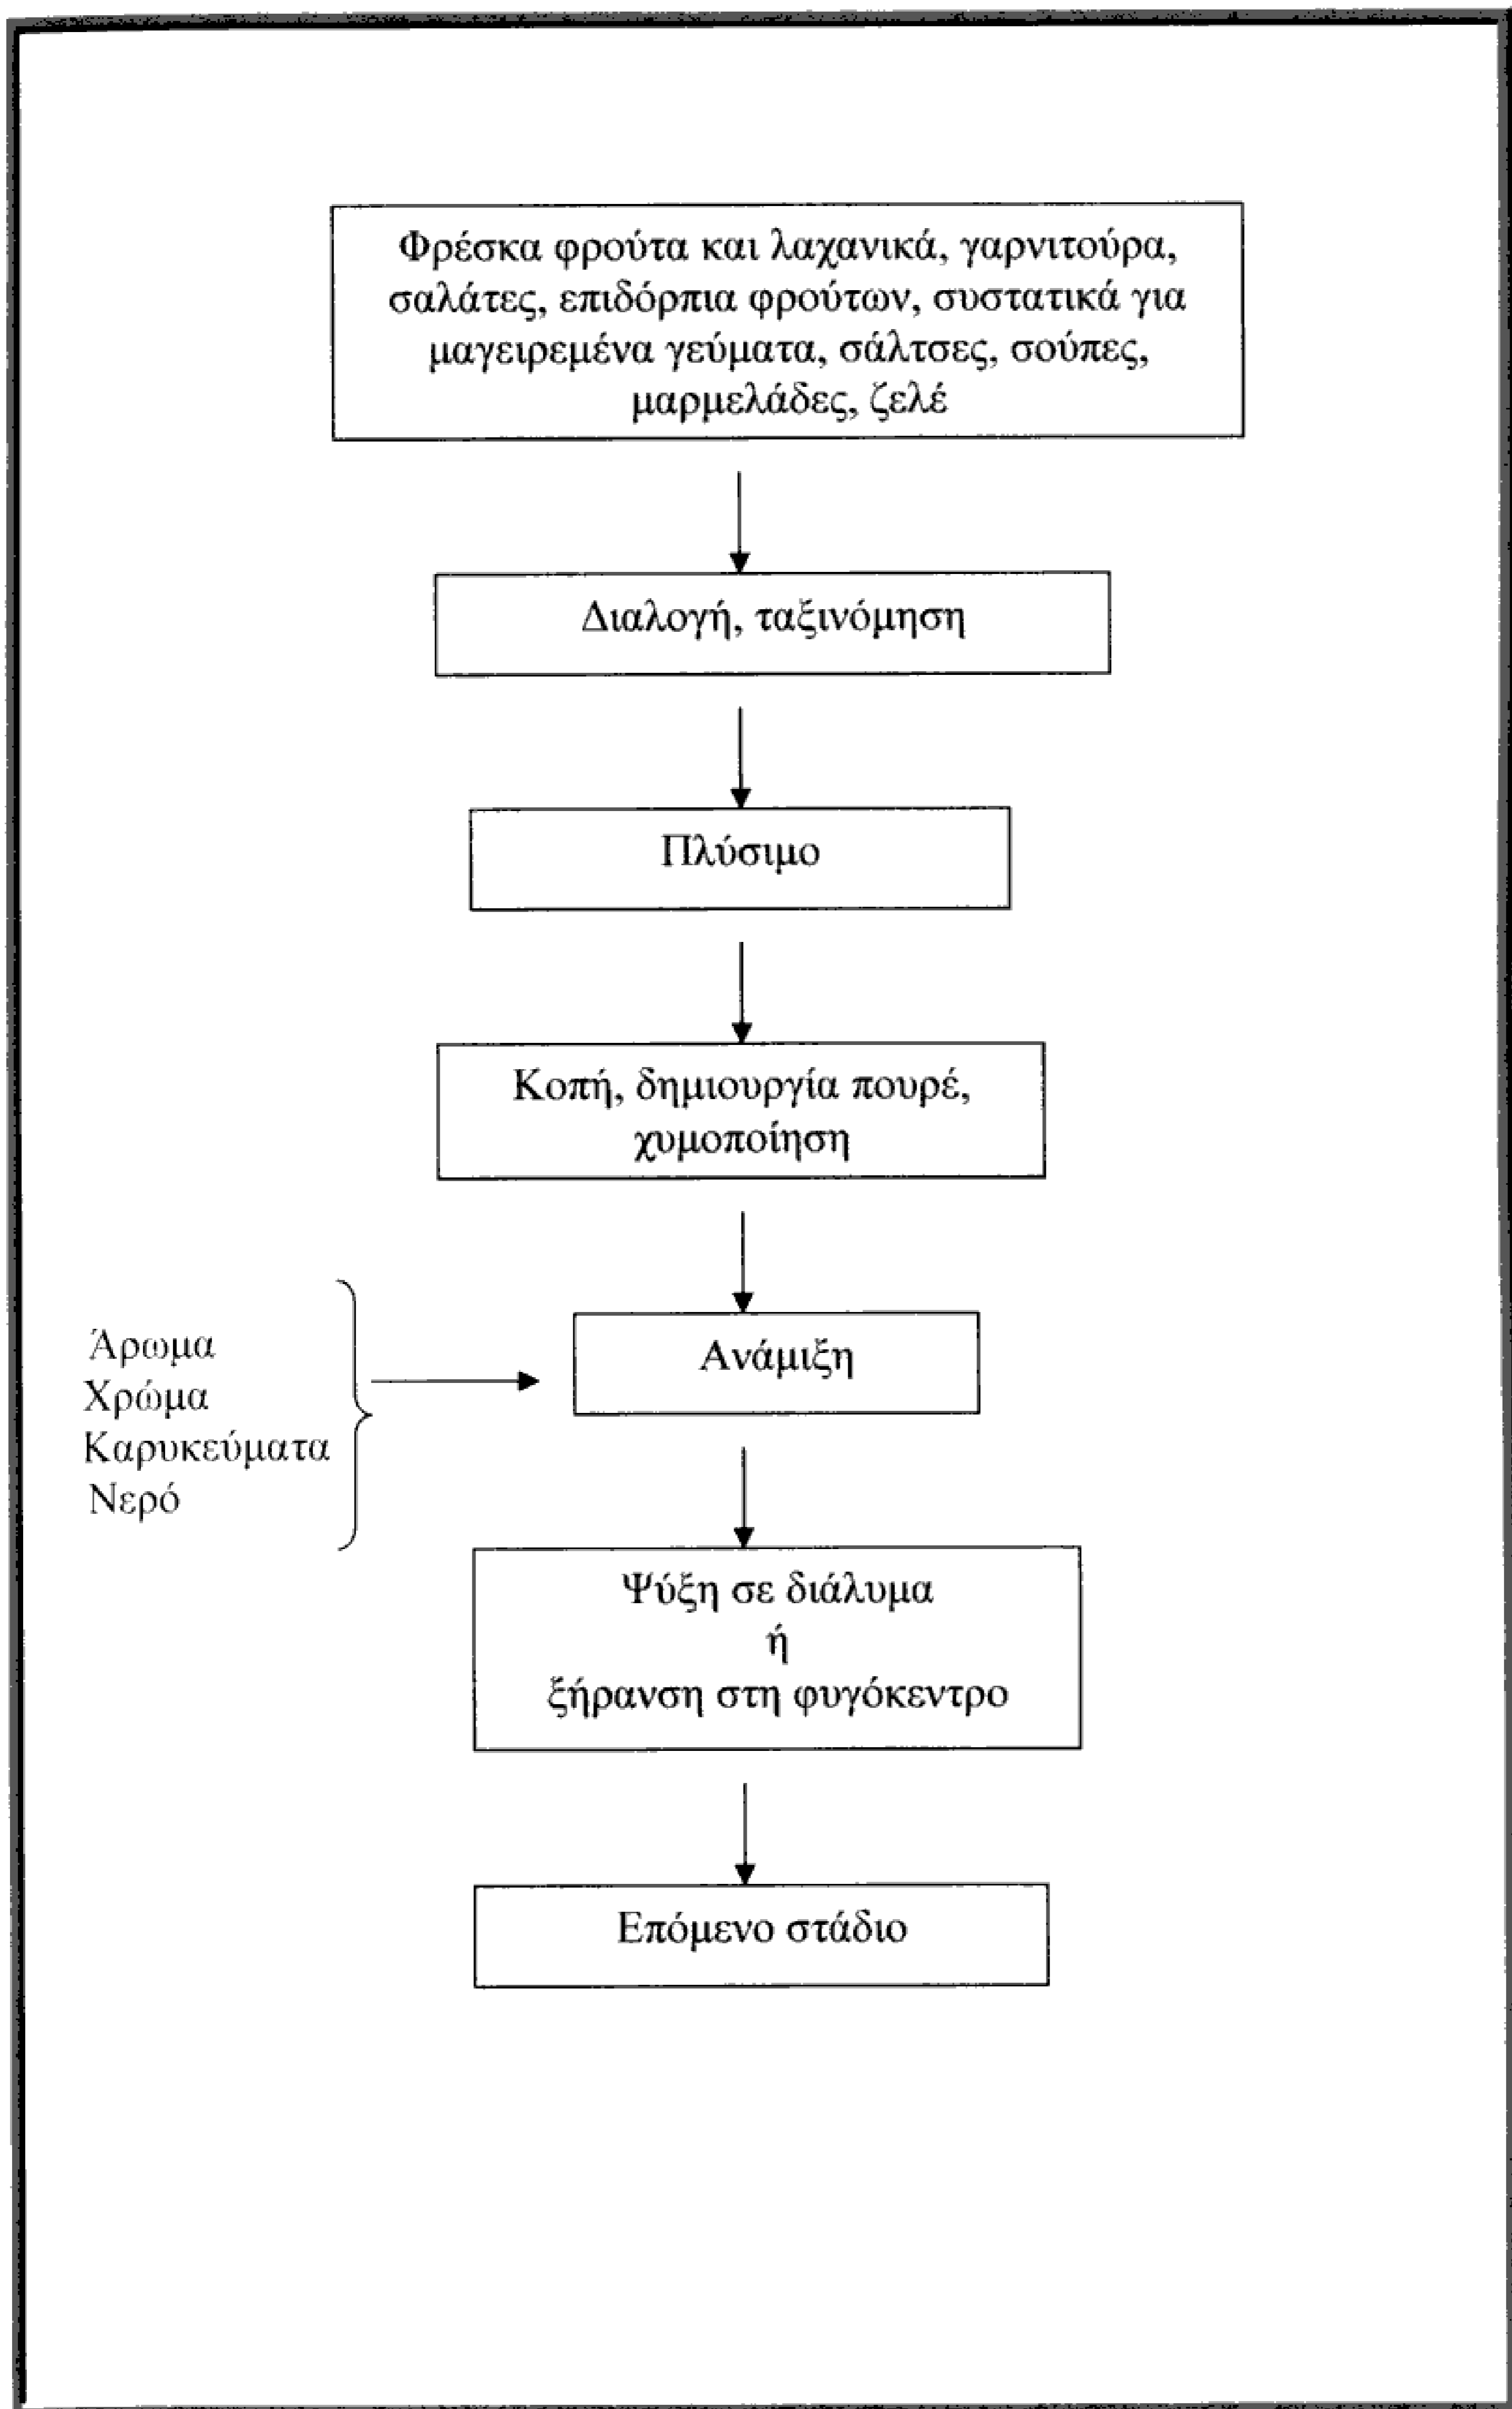 Φρέσκα φρούτα και λαχανικά, γαρνιτούρα,
σαλάτες, επιδόρπια φρούτων, συστατικά για
μαγειρεμένα γεύματα, σάλτσες, σούπες,
μαρμελάδες, ζελέ
Διαλογή, ταξινόμηση
Πλύσιμο
Κοπή, δημιουργία πουρέ,
χυμοποίηση
Άρωμα
Χρώμα
Καρυκεύματα
Νερό
Ανάμιξη
Ψύξη σε διάλυμα
ή
ξήρανση στη φυγόκεντρο
Επόμενο στάδιο